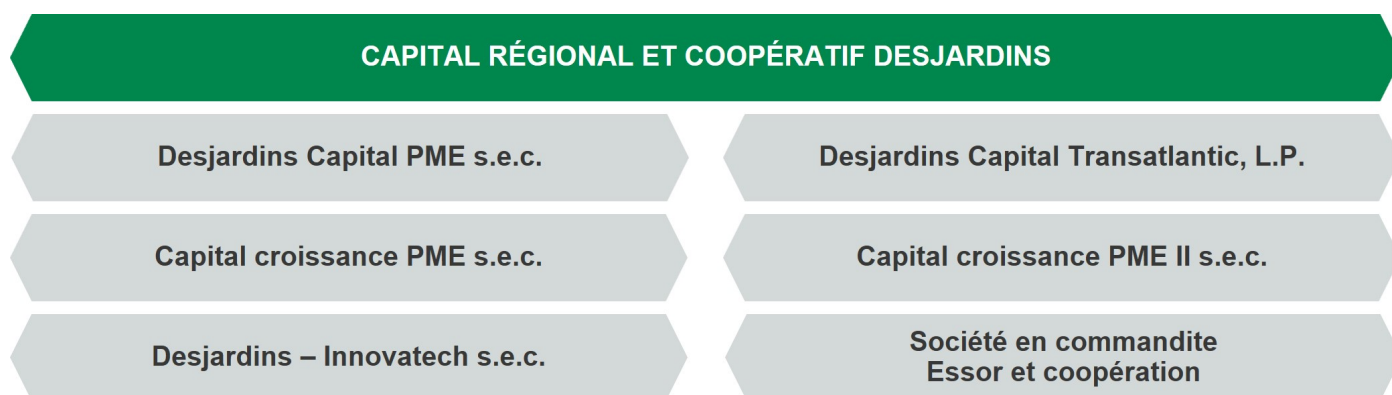 CAPITAL RÉGIONAL ET COOPÉRATIF DESJARDINS
Desjardins Capital PME s.e.c.
Desjardins Capital Transatlantic, L.P.
Capital croissance PME s.e.c.
Capital croissance PME II s.e.c.
Desjardins – Innovatech s.e.c.
Société en commandite
Essor et coopération